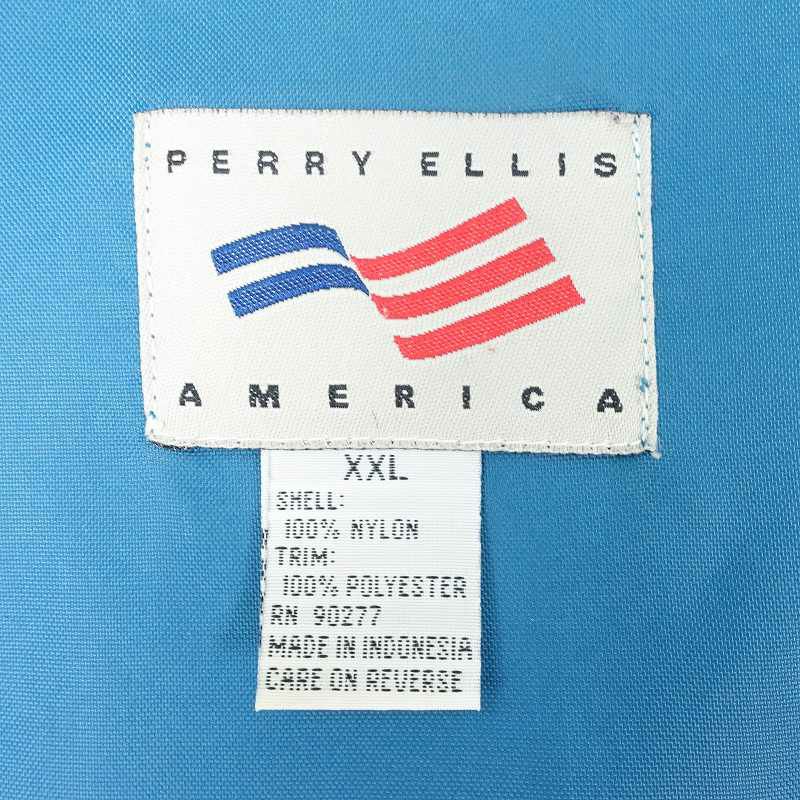 PERRY ELLIS
AMERICA
XXL
SHELL:
100% NYLON
TRIM:
100% POLYESTER
RN 90277
MADE IN INDONESIA
CARE ON REVERSE